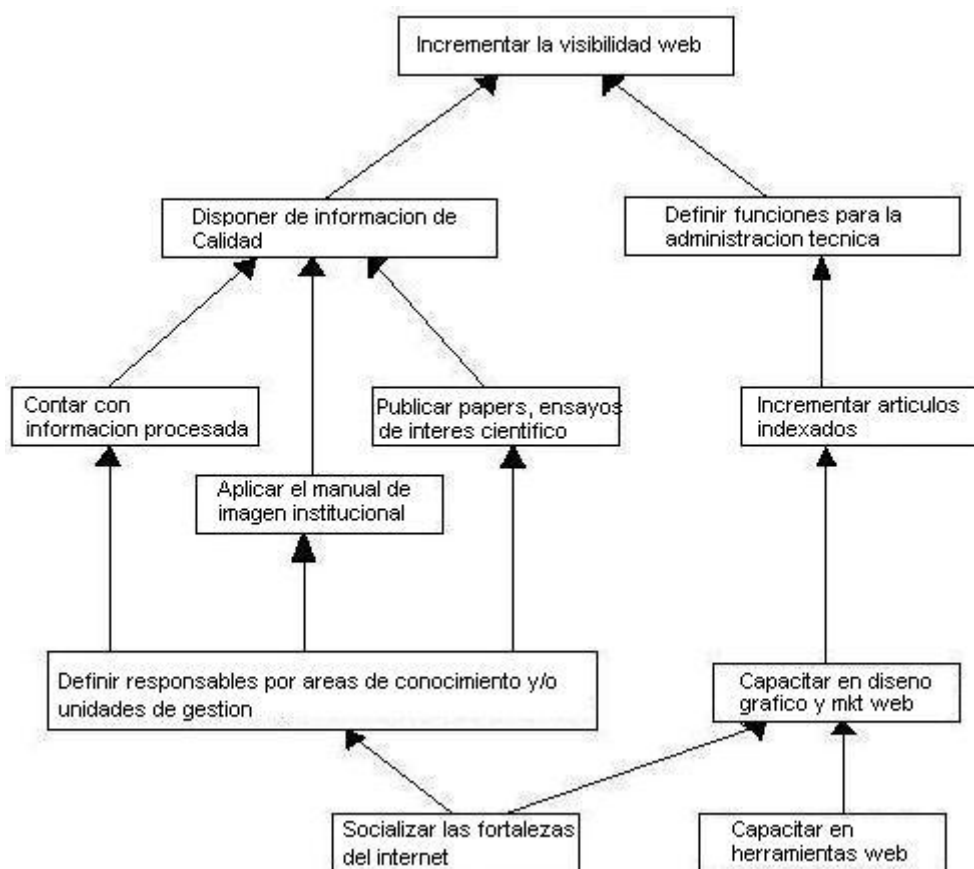 Incrementar la visibilidad web
Disponer de informacion de
Calidad
Definir funciones para la
administracion tecnica
Contar con
informacion procesada
Publicar papers, ensayos
de interes cientifico
Incrementar articulos
indexados
Aplicar el manual de
imagen institucional
Definir responsables por areas de conocimiento y/o
unidades de gestion
Capacitar en diseno
grafico y mkt web
Socializar las fortalezas
del internet
Capacitar en
herramientas web